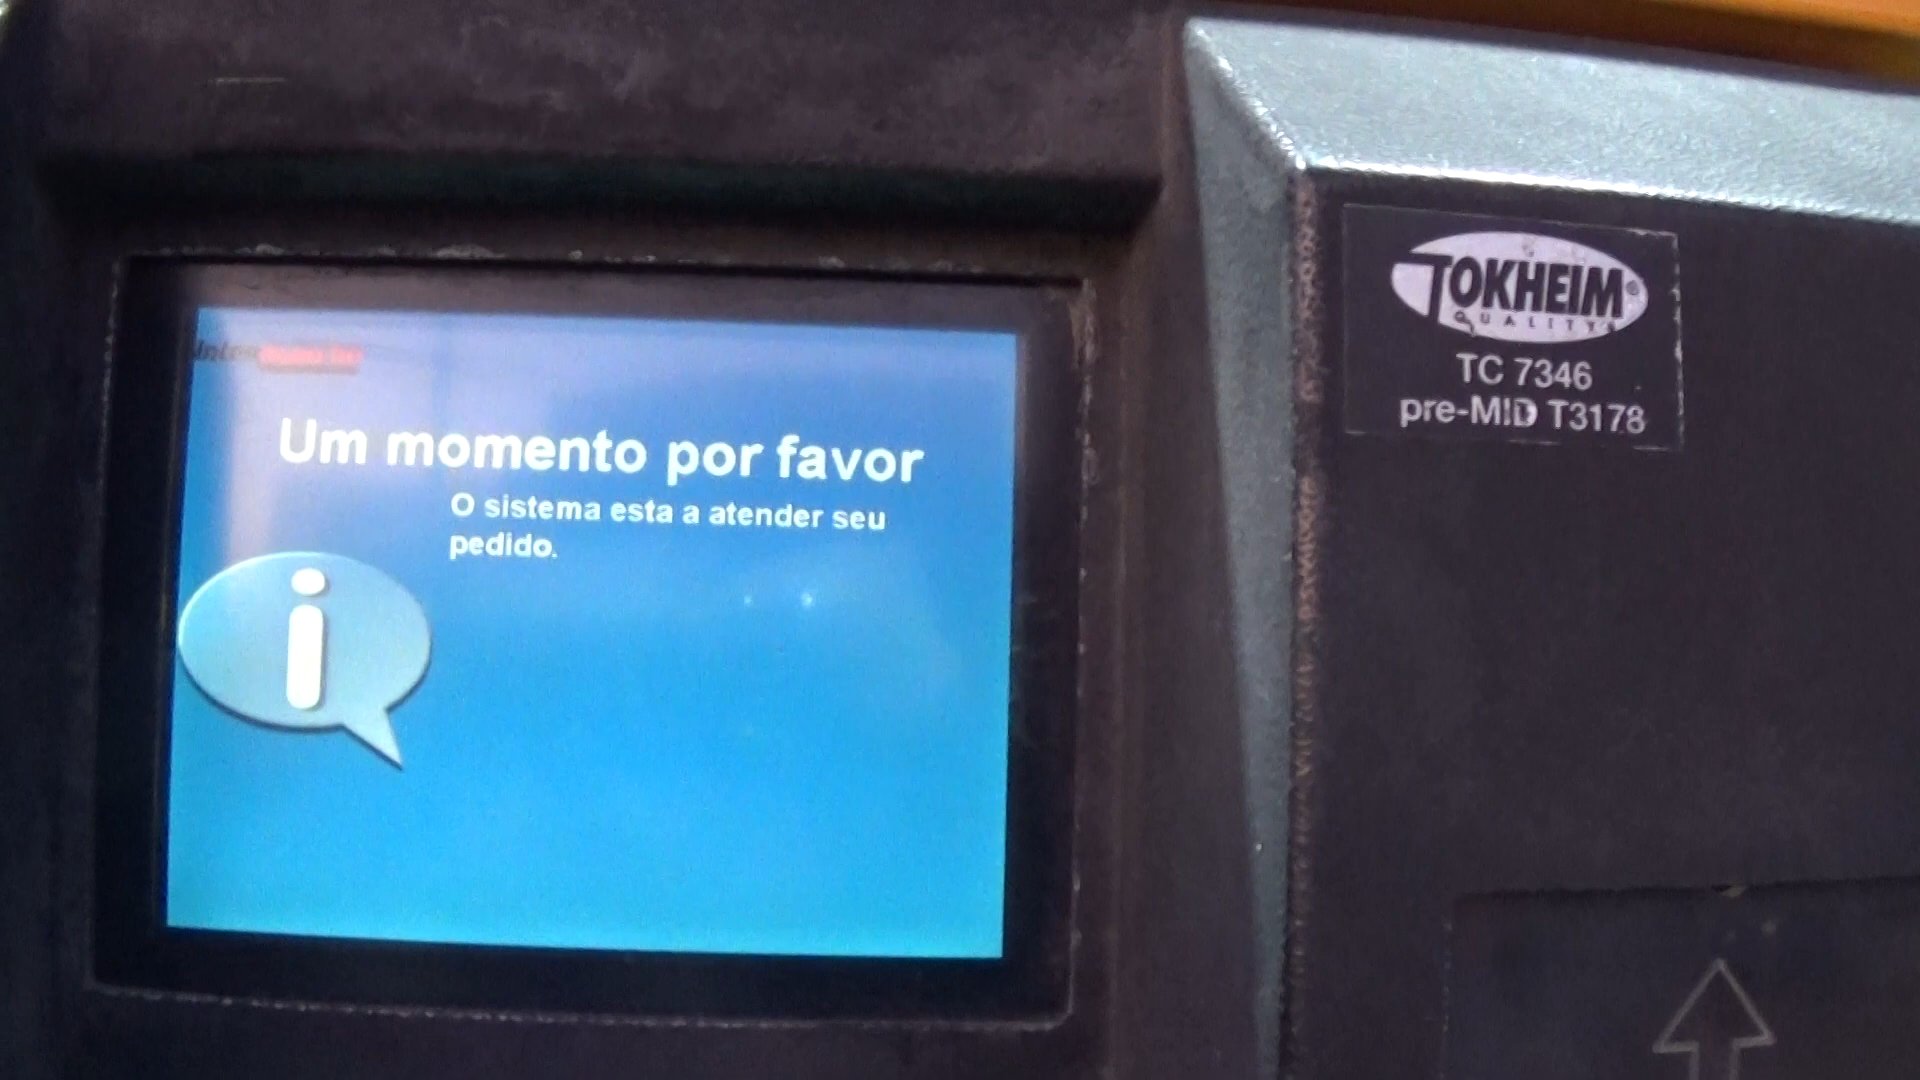 Um momento por favor
O sistema esta a atender seu
pedido.
TOKHEIM
QUALITY
TC 7346
pre-MID T3178